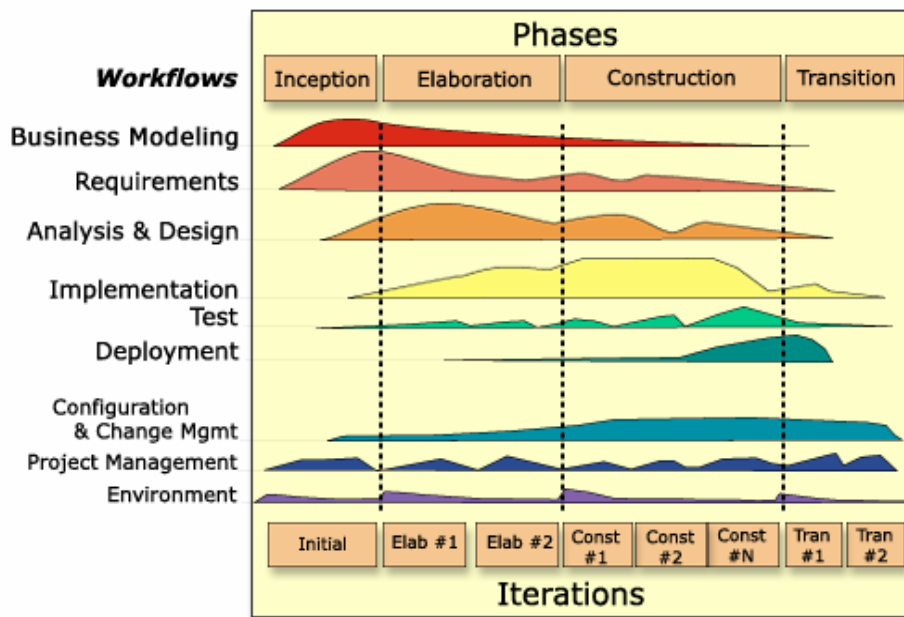 Phases
Workflows
Inception
Elaboration
Construction
Transition
Business Modeling
Requirements
Analysis & Design
Implementation
Test
Deployment
Configuration
& Change Mgmt
Project Management
Environment
Initial
Elab #1
Elab #2
Const
#1
Const
#2
Const
#N
Tran
#1
Tran
#2
Iterations